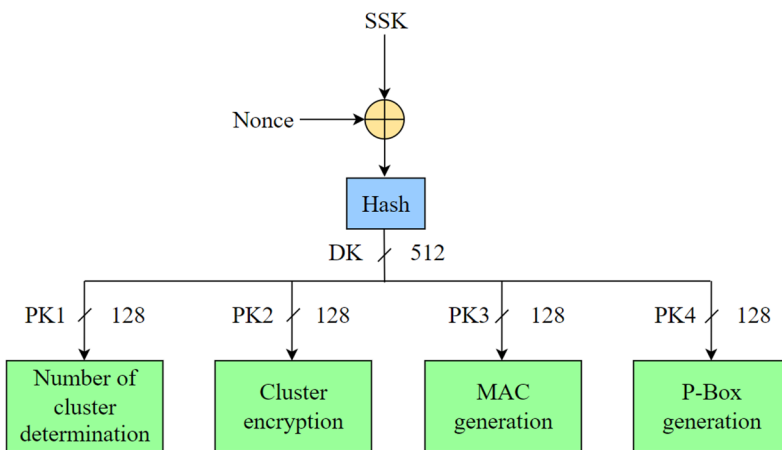 SSK
Nonce
Hash
DK 512
PK1 128 PK2 128 PK3 128 PK4 128
Number of
cluster
determination
Cluster
encryption
MAC
generation
P-Box
generation